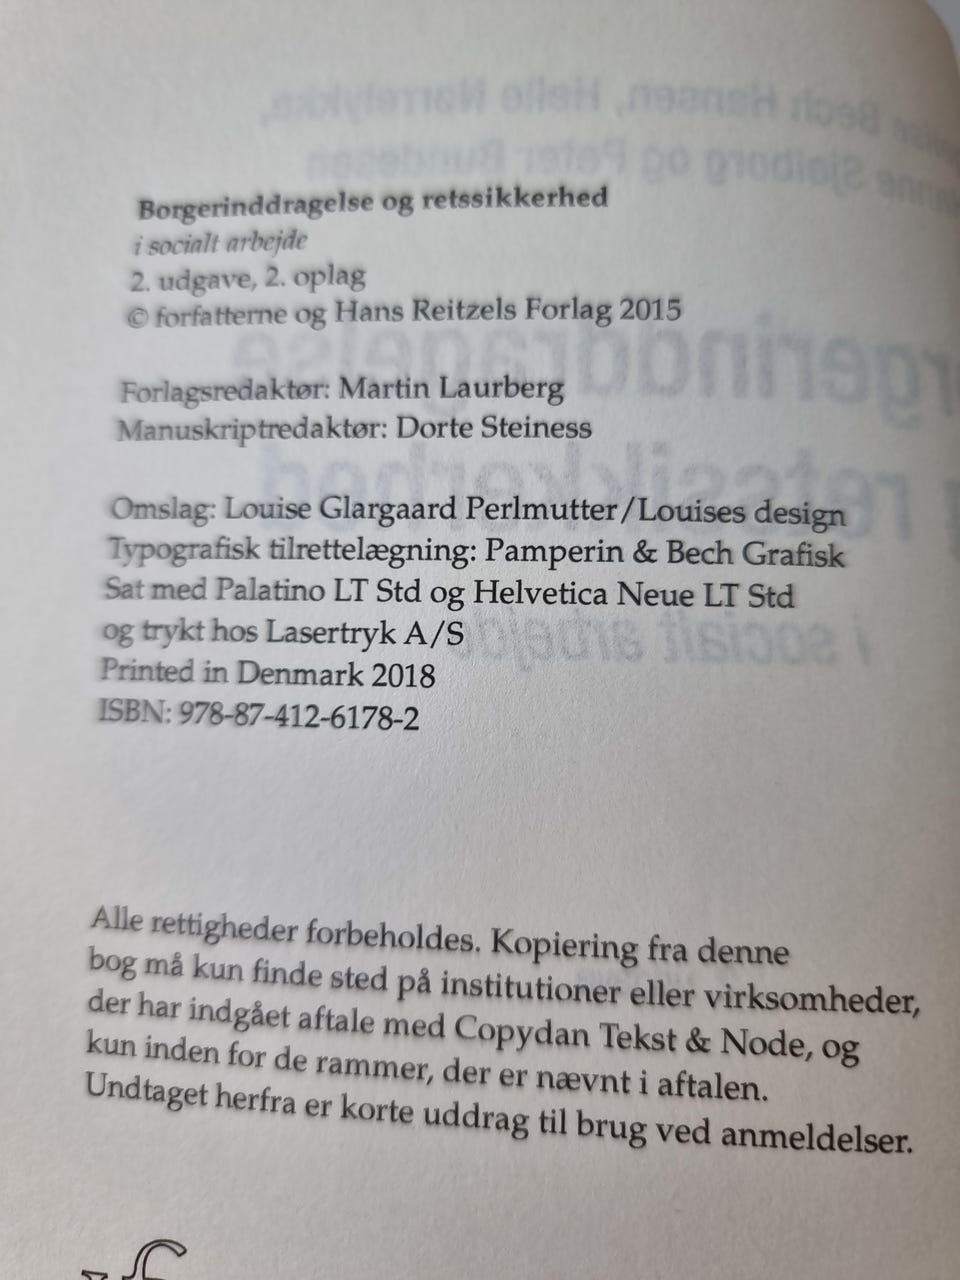 Borgerinddragelse og retssikkerhed
i socialt arbejde
2. udgave, 2. oplag
© forfatterne og Hans Reitzels Forlag 2015
Forlagsredaktør: Martin Laurberg
Manuskriptredaktør: Dorte Steiness
Omslag: Louise Glargaard Perlmutter/Louises design
Typografisk tilrettelægning: Pamperin & Bech Grafisk
Sat med Palatino LT Std og Helvetica Neue LT Std
og trykt hos Lasertryk A/S
Printed in Denmark 2018
ISBN: 978-87-412-6178-2
Alle rettigheder forbeholdes. Kopiering fra denne
bog må kun finde sted på institutioner eller virksomheder,
der har indgået aftale med Copydan Tekst & Node, og
kun inden for de rammer, der er nævnt i aftalen.
Undtaget herfra er korte uddrag til brug ved anmeldelser.